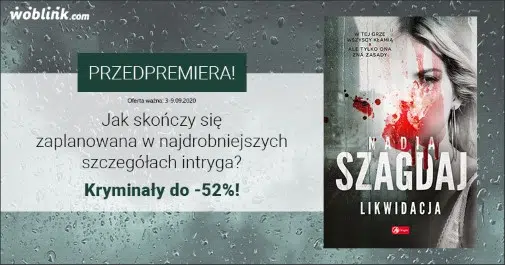 woblink.com
PRZEDPREMIERA!
Oferta ważna: 3-9.09.2020
Jak skończy się
zaplanowana w najdrobniejszych
szczegółach intryga?
Kryminały do -52%!
W TEJ GRZE
WSZYSCY KŁAMIĄ
ALE TYLKO ONA
ZNA ZASADY
NADIA
SZAGDAJ
LIKWIDACJA